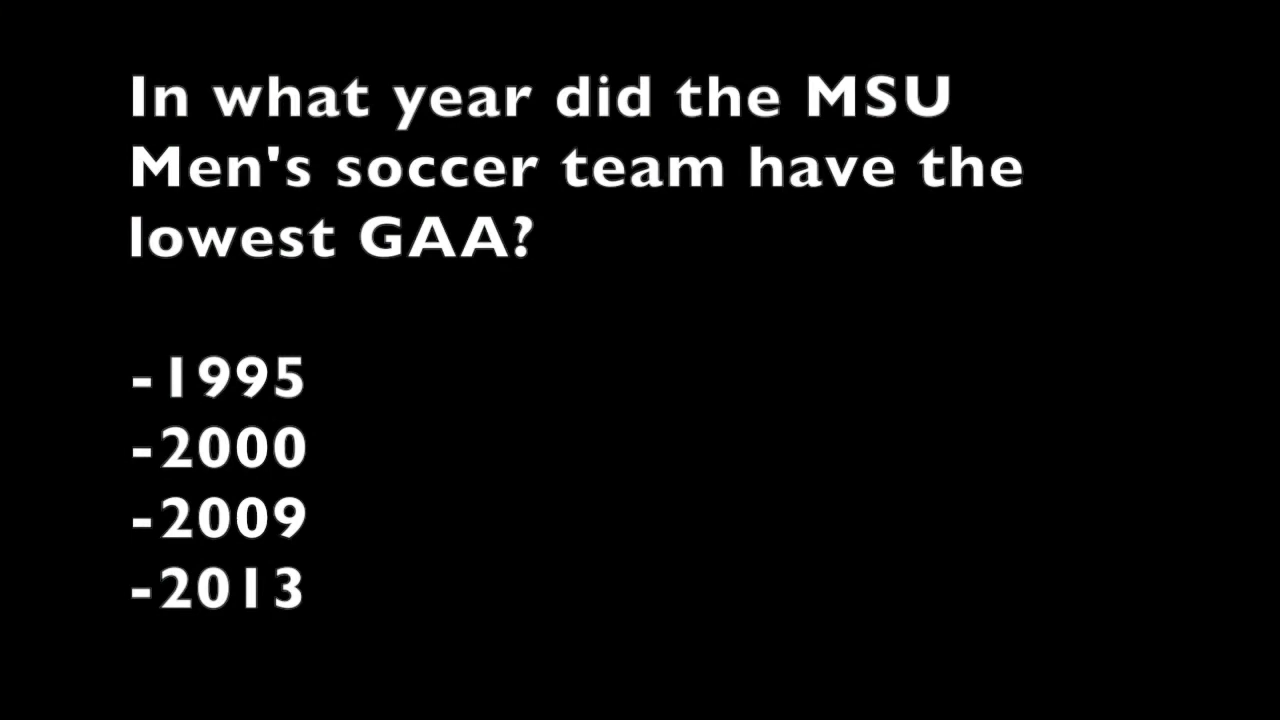 In what year did the MSU
Men's soccer team have the
lowest GAA?
-1995
-2000
-2009
-2013